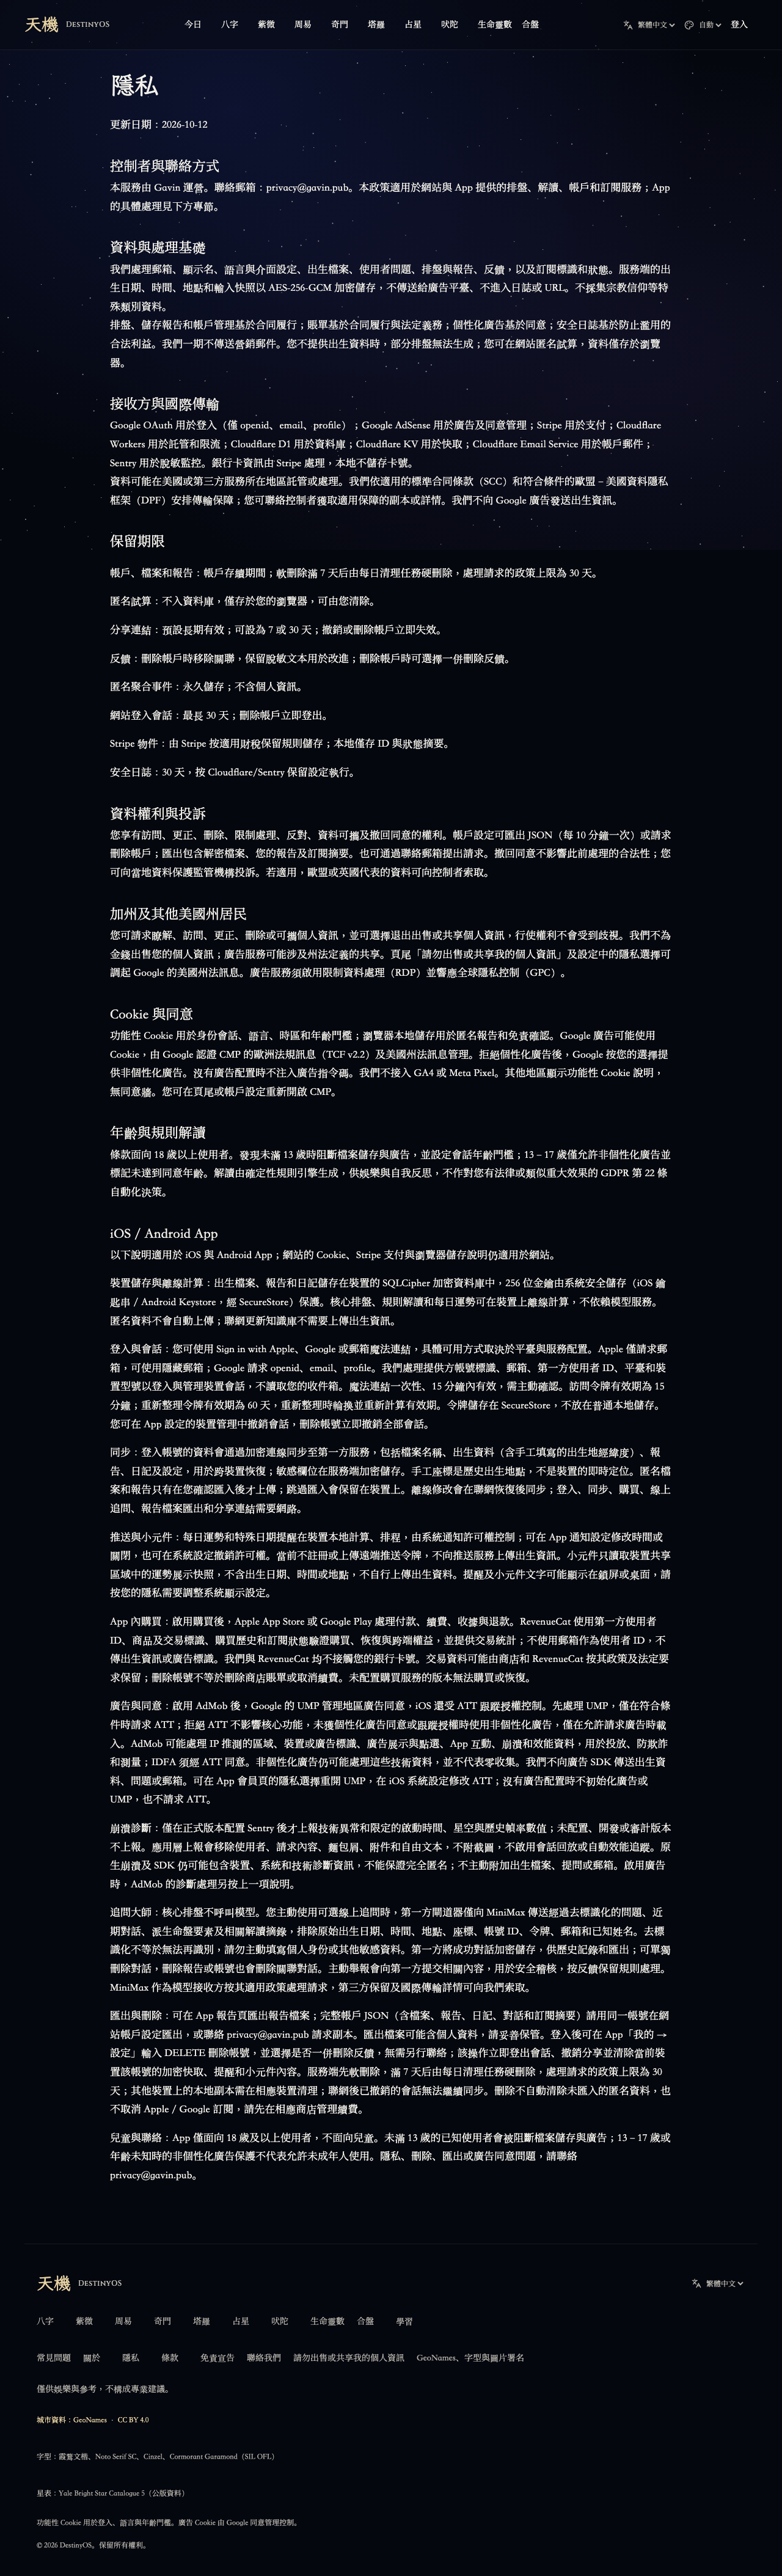 天機 DestinyOS 今日 八字 紫微 周易 奇門 塔羅 占星 吠陀 生命靈數 合盤 繁體中文 自動 登入
隱私
更新日期：2026-10-12
控制者與聯絡方式
本服務由 Gavin 運營。聯絡郵箱：privacy@gavin.pub。本政策適用於網站與 App 提供的排盤、解讀、帳戶和訂閱服務；App
的具體處理見下方專節。
資料與處理基礎
我們處理郵箱、顯示名、語言與介面設定、出生檔案、使用者問題、排盤與報告、反饋，以及訂閱標識和狀態。服務端的出
生日期、時間、地點和輸入快照以 AES-256-GCM 加密儲存，不傳送給廣告平臺、不進入日誌或 URL。不採集宗教信仰等特
殊類別資料。
排盤、儲存報告和帳戶管理基於合同履行；賬單基於合同履行與法定義務；個性化廣告基於同意；安全日誌基於防止濫用的
合法利益。我們一期不傳送營銷郵件。您不提供出生資料時，部分排盤無法生成；您可在網站匿名試算，資料僅存於瀏覽
器。
接收方與國際傳輸
Google OAuth 用於登入（僅 openid、email、profile）；Google AdSense 用於廣告及同意管理；Stripe 用於支付；Cloudflare
Workers 用於託管和限流；Cloudflare D1 用於資料庫；Cloudflare KV 用於快取；Cloudflare Email Service 用於帳戶郵件；
Sentry 用於脫敏監控。銀行卡資訊由 Stripe 處理，本地不儲存卡號。
資料可能在美國或第三方服務所在地區託管或處理。我們依適用的標準合同條款（SCC）和符合條件的歐盟 – 美國資料隱私
框架（DPF）安排傳輸保障；您可聯絡控制者獲取適用保障的副本或詳情。我們不向 Google 廣告發送出生資訊。
保留期限
帳戶、檔案和報告：帳戶存續期間；軟刪除滿 7 天后由每日清理任務硬刪除，處理請求的政策上限為 30 天。
匿名試算：不入資料庫，僅存於您的瀏覽器，可由您清除。
分享連結：預設長期有效；可設為 7 或 30 天；撤銷或刪除帳戶立即失效。
反饋：刪除帳戶時移除關聯，保留脫敏文本用於改進；刪除帳戶時可選擇一併刪除反饋。
匿名聚合事件：永久儲存；不含個人資訊。
網站登入會話：最長 30 天；刪除帳戶立即登出。
Stripe 物件：由 Stripe 按適用財稅保留規則儲存；本地僅存 ID 與狀態摘要。
安全日誌：30 天，按 Cloudflare/Sentry 保留設定執行。
資料權利與投訴
您享有訪問、更正、刪除、限制處理、反對、資料可攜及撤回同意的權利。帳戶設定可匯出 JSON（每 10 分鐘一次）或請求
刪除帳戶；匯出包含解密檔案、您的報告及訂閱摘要。也可通過聯絡郵箱提出請求。撤回同意不影響此前處理的合法性；您
可向當地資料保護監管機構投訴。若適用，歐盟或英國代表的資料可向控制者索取。
加州及其他美國州居民
您可請求瞭解、訪問、更正、刪除或可攜個人資訊，並可選擇退出出售或共享個人資訊，行使權利不會受到歧視。我們不為
金錢出售您的個人資訊；廣告服務可能涉及州法定義的共享。頁尾「請勿出售或共享我的個人資訊」及設定中的隱私選擇可
調起 Google 的美國州法訊息。廣告服務須啟用限制資料處理（RDP）並響應全球隱私控制（GPC）。
Cookie 與同意
功能性 Cookie 用於身份會話、語言、時區和年齡門檻；瀏覽器本地儲存用於匿名報告和免責確認。Google 廣告可能使用
Cookie，由 Google 認證 CMP 的歐洲法規訊息（TCF v2.2）及美國州法訊息管理。拒絕個性化廣告後，Google 按您的選擇提
供非個性化廣告。沒有廣告配置時不注入廣告指令碼。我們不接入 GA4 或 Meta Pixel。其他地區顯示功能性 Cookie 說明，
無同意牆。您可在頁尾或帳戶設定重新開啟 CMP。
年齡與規則解讀
條款面向 18 歲以上使用者。發現未滿 13 歲時阻斷檔案儲存與廣告，並設定會話年齡門檻；13 – 17 歲僅允許非個性化廣告並
標記未達到同意年齡。解讀由確定性規則引擎生成，供娛樂與自我反思，不作對您有法律或類似重大效果的 GDPR 第 22 條
自動化決策。
iOS / Android App
以下說明適用於 iOS 與 Android App；網站的 Cookie、Stripe 支付與瀏覽器儲存說明仍適用於網站。
裝置儲存與離線計算：出生檔案、報告和日記儲存在裝置的 SQLCipher 加密資料庫中，256 位金鑰由系統安全儲存（iOS 鑰
匙串 / Android Keystore，經 SecureStore）保護。核心排盤、規則解讀和每日運勢可在裝置上離線計算，不依賴模型服務。
匿名資料不會自動上傳；聯網更新知識庫不需要上傳出生資訊。
登入與會話：您可使用 Sign in with Apple、Google 或郵箱魔法連結，具體可用方式取決於平臺與服務配置。Apple 僅請求郵
箱，可使用隱藏郵箱；Google 請求 openid、email、profile。我們處理提供方帳號標識、郵箱、第一方使用者 ID、平臺和裝
置型號以登入與管理裝置會話，不讀取您的收件箱。魔法連結一次性、15 分鐘內有效，需主動確認。訪問令牌有效期為 15
分鐘；重新整理令牌有效期為 60 天，重新整理時輪換並重新計算有效期。令牌儲存在 SecureStore，不放在普通本地儲存。
您可在 App 設定的裝置管理中撤銷會話，刪除帳號立即撤銷全部會話。
同步：登入帳號的資料會通過加密連線同步至第一方服務，包括檔案名稱、出生資料（含手工填寫的出生地經緯度）、報
告、日記及設定，用於跨裝置恢復；敏感欄位在服務端加密儲存。手工座標是歷史出生地點，不是裝置的即時定位。匿名檔
案和報告只有在您確認匯入後才上傳；跳過匯入會保留在裝置上。離線修改會在聯網恢復後同步；登入、同步、購買、線上
追問、報告檔案匯出和分享連結需要網路。
推送與小元件：每日運勢和特殊日期提醒在裝置本地計算、排程，由系統通知許可權控制；可在 App 通知設定修改時間或
關閉，也可在系統設定撤銷許可權。當前不註冊或上傳遠端推送令牌，不向推送服務上傳出生資訊。小元件只讀取裝置共享
區域中的運勢展示快照，不含出生日期、時間或地點，不自行上傳出生資料。提醒及小元件文字可能顯示在鎖屏或桌面，請
按您的隱私需要調整系統顯示設定。
App 內購買：啟用購買後，Apple App Store 或 Google Play 處理付款、續費、收據與退款。RevenueCat 使用第一方使用者
ID、商品及交易標識、購買歷史和訂閱狀態驗證購買、恢復與跨端權益，並提供交易統計；不使用郵箱作為使用者 ID，不
傳出生資訊或廣告標識。我們與 RevenueCat 均不接觸您的銀行卡號。交易資料可能由商店和 RevenueCat 按其政策及法定要
求保留；刪除帳號不等於刪除商店賬單或取消續費。未配置購買服務的版本無法購買或恢復。
廣告與同意：啟用 AdMob 後，Google 的 UMP 管理地區廣告同意，iOS 還受 ATT 跟蹤授權控制。先處理 UMP，僅在符合條
件時請求 ATT；拒絕 ATT 不影響核心功能，未獲個性化廣告同意或跟蹤授權時使用非個性化廣告，僅在允許請求廣告時載
入。AdMob 可能處理 IP 推測的區域、裝置或廣告標識、廣告展示與點選、App 互動、崩潰和效能資料，用於投放、防欺詐
和測量；IDFA 須經 ATT 同意。非個性化廣告仍可能處理這些技術資料，並不代表零收集。我們不向廣告 SDK 傳送出生資
料、問題或郵箱。可在 App 會員頁的隱私選擇重開 UMP，在 iOS 系統設定修改 ATT；沒有廣告配置時不初始化廣告或
UMP，也不請求 ATT。
崩潰診斷：僅在正式版本配置 Sentry 後才上報技術異常和限定的啟動時間、星空與歷史幀率數值；未配置、開發或審計版本
不上報。應用層上報會移除使用者、請求內容、麵包屑、附件和自由文本，不附截圖，不啟用會話回放或自動效能追蹤。原
生崩潰及 SDK 仍可能包含裝置、系統和技術診斷資訊，不能保證完全匿名；不主動附加出生檔案、提問或郵箱。啟用廣告
時，AdMob 的診斷處理另按上一項說明。
追問大師：核心排盤不呼叫模型。您主動使用可選線上追問時，第一方閘道器僅向 MiniMax 傳送經過去標識化的問題、近
期對話、派生命盤要素及相關解讀摘錄，排除原始出生日期、時間、地點、座標、帳號 ID、令牌、郵箱和已知姓名。去標
識化不等於無法再識別，請勿主動填寫個人身份或其他敏感資料。第一方將成功對話加密儲存，供歷史記錄和匯出；可單獨
刪除對話，刪除報告或帳號也會刪除關聯對話。主動舉報會向第一方提交相關內容，用於安全稽核，按反饋保留規則處理。
MiniMax 作為模型接收方按其適用政策處理請求，第三方保留及國際傳輸詳情可向我們索取。
匯出與刪除：可在 App 報告頁匯出報告檔案；完整帳戶 JSON（含檔案、報告、日記、對話和訂閱摘要）請用同一帳號在網
站帳戶設定匯出，或聯絡 privacy@gavin.pub 請求副本。匯出檔案可能含個人資料，請妥善保管。登入後可在 App「我的 →
設定」輸入 DELETE 刪除帳號，並選擇是否一併刪除反饋，無需另行聯絡；該操作立即登出會話、撤銷分享並清除當前裝
置該帳號的加密快取、提醒和小元件內容。服務端先軟刪除，滿 7 天后由每日清理任務硬刪除，處理請求的政策上限為 30
天；其他裝置上的本地副本需在相應裝置清理；聯網後已撤銷的會話無法繼續同步。刪除不自動清除未匯入的匿名資料，也
不取消 Apple / Google 訂閱，請先在相應商店管理續費。
兒童與聯絡：App 僅面向 18 歲及以上使用者，不面向兒童。未滿 13 歲的已知使用者會被阻斷檔案儲存與廣告；13 – 17 歲或
年齡未知時的非個性化廣告保護不代表允許未成年人使用。隱私、刪除、匯出或廣告同意問題，請聯絡
privacy@gavin.pub。
天機 DestinyOS 繁體中文
八字 紫微 周易 奇門 塔羅 占星 吠陀 生命靈數 合盤 學習
常見問題 關於 隱私 條款 免責宣告 聯絡我們 請勿出售或共享我的個人資訊 GeoNames、字型與圖片署名
僅供娛樂與參考，不構成專業建議。
城市資料：GeoNames · CC BY 4.0
字型：霞鶩文楷、Noto Serif SC、Cinzel、Cormorant Garamond（SIL OFL）
星表：Yale Bright Star Catalogue 5（公版資料）
功能性 Cookie 用於登入、語言與年齡門檻。廣告 Cookie 由 Google 同意管理控制。
© 2026 DestinyOS。保留所有權利。